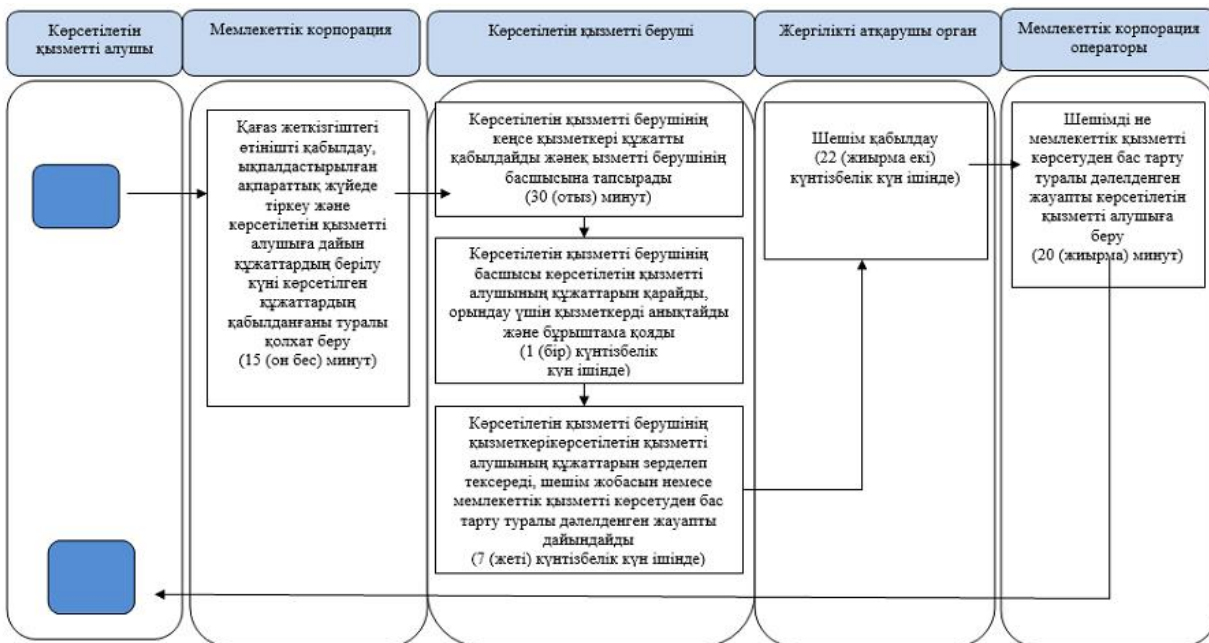 Көрсетілетін
қызметті алушы
Мемлекеттік корпорация
Көрсетілетін қызметті беруші
Жергілікті атқарушы орган
Мемлекеттік корпорация
операторы
Қағаз жеткізгіштегі
өтінішті қабылдау,
ықпалдастырылған
ақпараттық жүйеде
тіркеу және
көрсетілетін қызметті
алушыға дайын
құжаттардың берілу
күні көрсетілген
құжаттардың
қабылданғаны туралы
қолхат беру
(15 (он бес) минут)
Көрсетілетін қызметті берушінің
кеңсе қызметкері құжатты
қабылдайды жәнек ызметті берушінің
басшысына тапсырады
(30 (отыз) минут)
Көрсетілетін қызметті берушінің
басшысы көрсетілетін қызметті
алушының құжаттарын қарайды,
орындау үшін қызметкерді анықтайды
және бұрыштама қояды
(1 (бір) күнтізбелік
күн ішінде)
Көрсетілетін қызметті берушінің
қызметкерікөрсетілетін қызметті
алушының құжаттарын зерделеп
тексереді, шешім жобасын немесе
мемлекеттік қызметті көрсетуден бас
тарту туралы дәлелденген жауапты
дайындайды
(7 (жеті) күнтізбелік күн ішінде)
Шешім қабылдау
(22 (жиырма екі)
күнтізбелік күн ішінде)
Шешімді не
мемлекеттік қызметті
көрсетуден бас тарту
туралы дәлелденген
жауапты көрсетілетін
қызметті алушыға
беру
(20 (жиырма) минут)